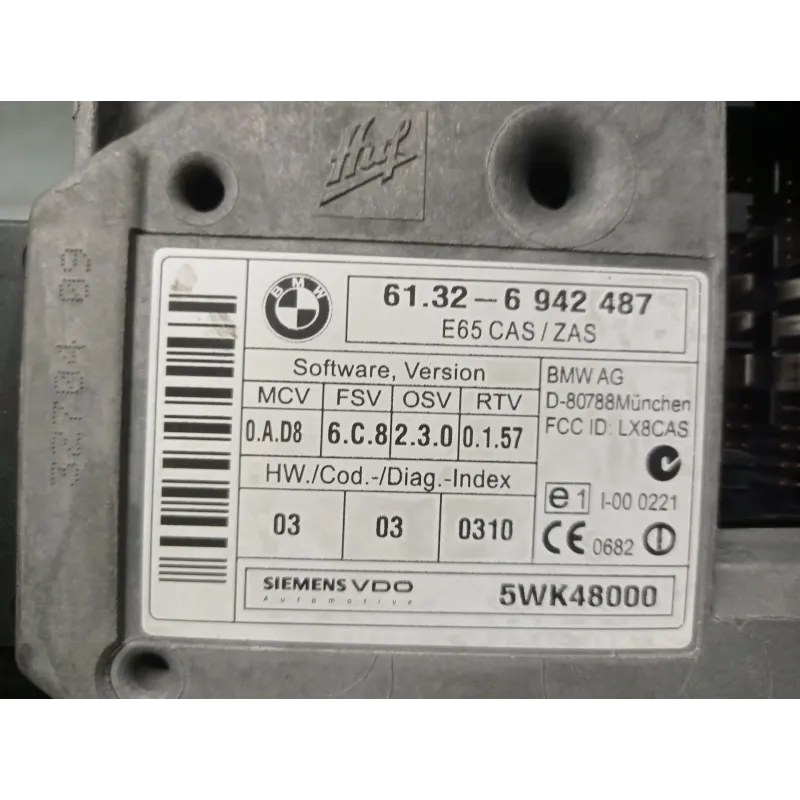 Huf
BMW
61.32-6 942 487
E65 CAS/ZAS
Software, Version
MCV FSV OSV RTV
0.A.D8 6.C.8 2.3.0 0.1.57
HW./Cod.-/Diag.-Index
03 03 0310
BMW AG
D-80788München
FCC ID: LX8CAS
e1 I-00 0221
CE 0682
SIEMENS VDO
Automotive
5WK48000